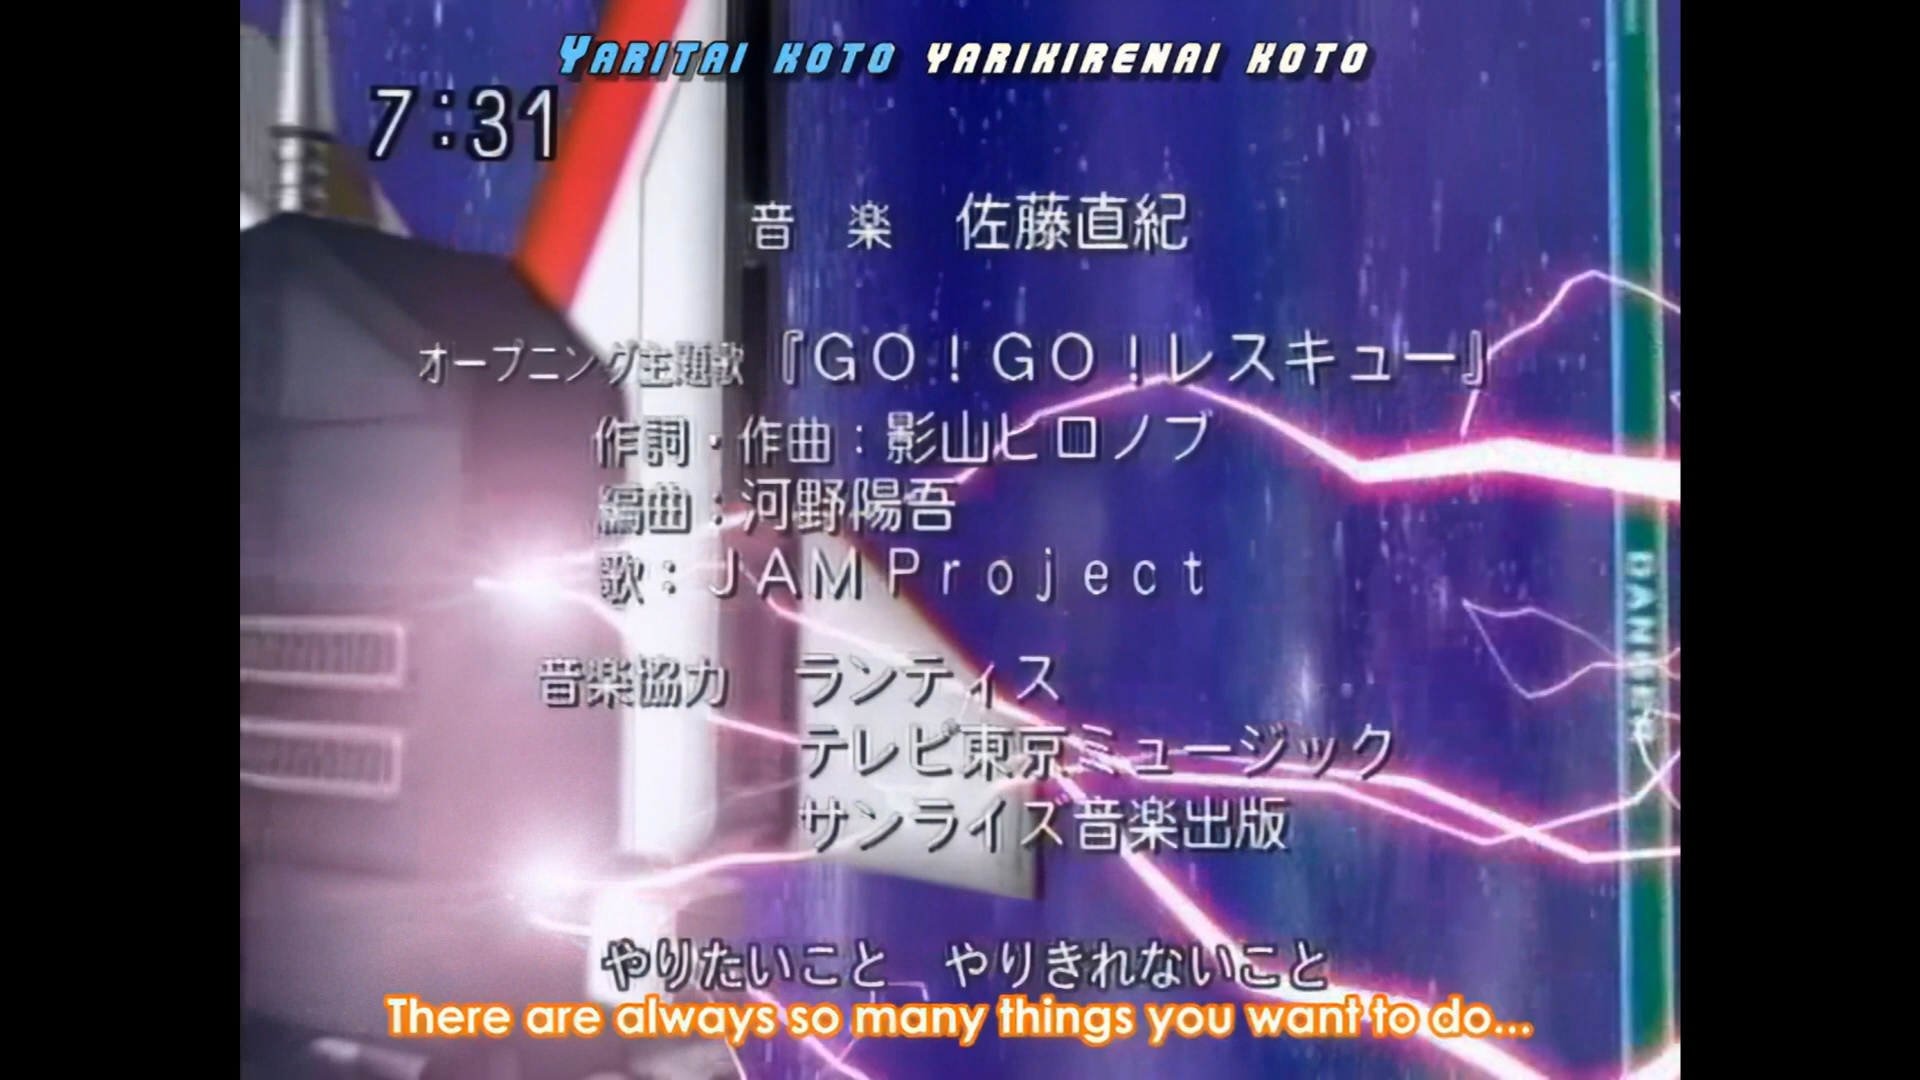 YARITAI KOTO YARIKIRENAI KOTO
7:31
音 楽 佐藤直紀
オープニング主題歌『GO!GO!レスキュー』
作詞・作曲:影山ヒロノブ
編曲:河野陽吾
歌:JAM Project
音楽協力 ランティス
テレビ東京ミュージック
サンライズ音楽出版
DANGER
やりたいこと やりきれないこと
There are always so many things you want to do...